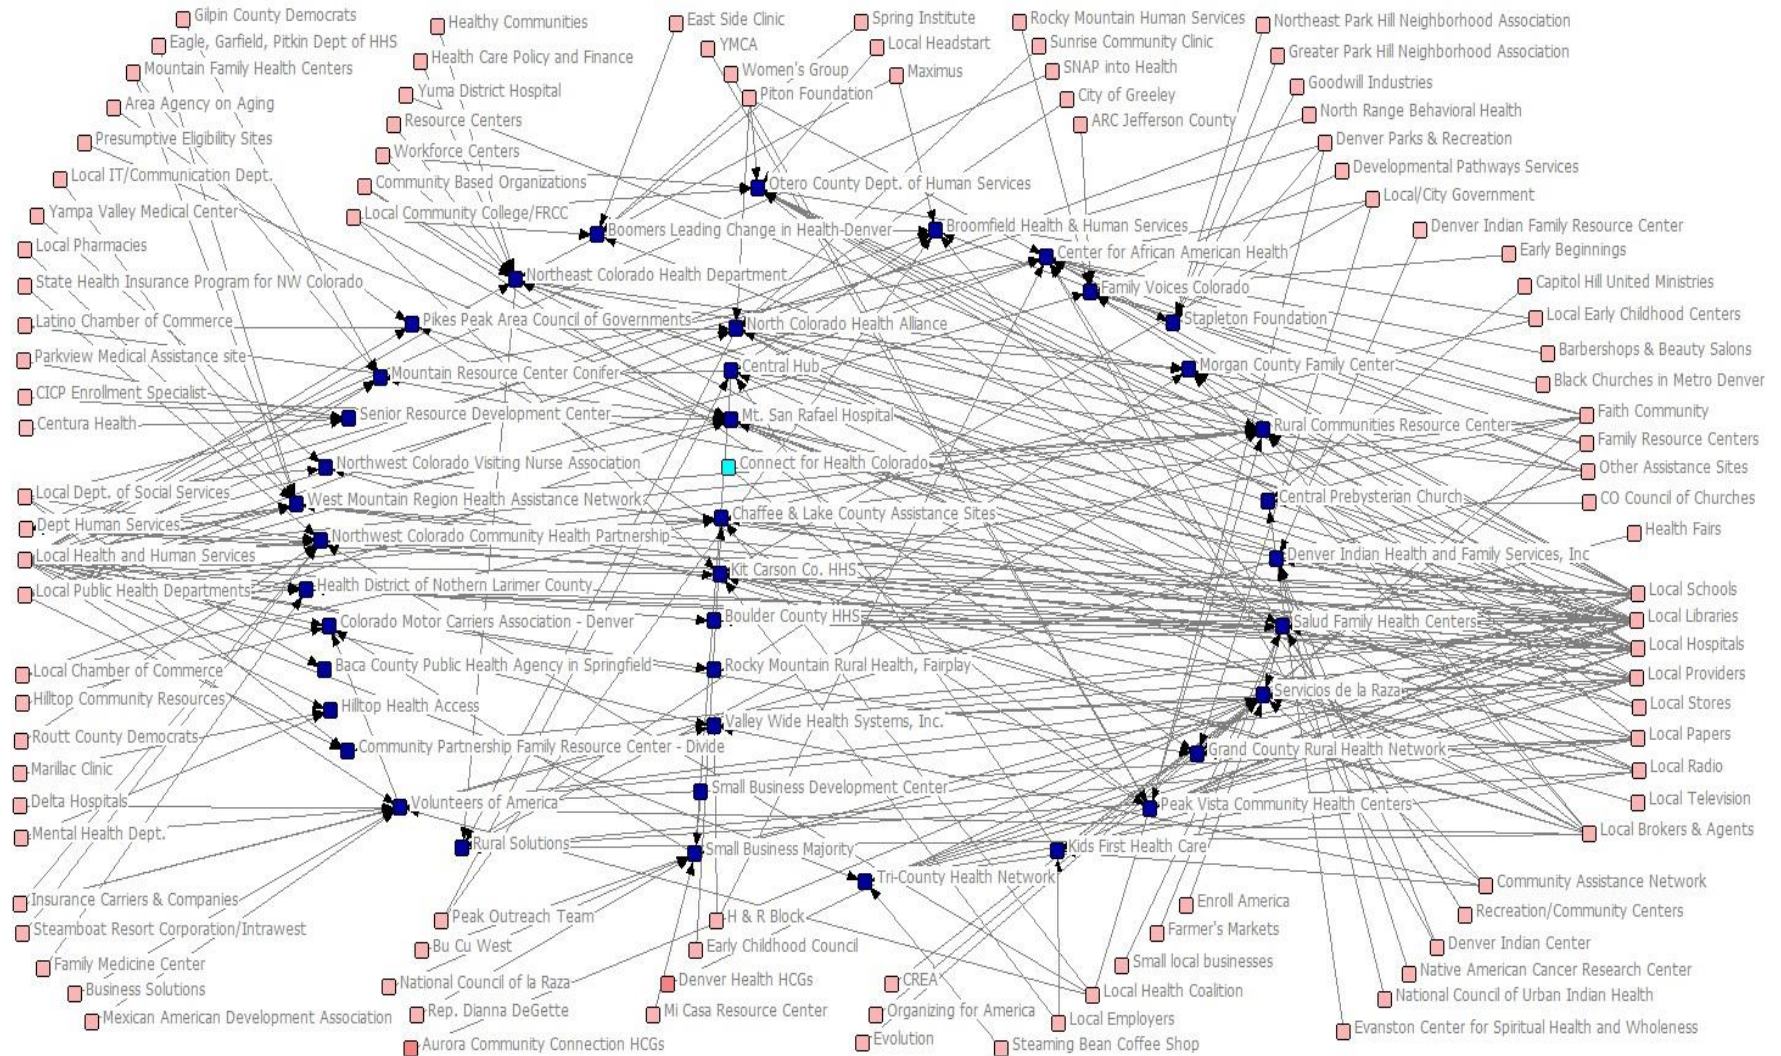 Gilpin County Democrats
Eagle, Garfield, Pitkin Dept of HHS
Mountain Family Health Centers
Area Agency on Aging
Presumptive Eligibility Sites
Local IT/Communication Dept.
Yampa Valley Medical Center
Local Pharmacies
State Health Insurance Program for NW Colorado
Latino Chamber of Commerce
Parkview Medical Assistance site
CICP Enrollment Specialist
Centura Health
Local Dept. of Social Services
Dept Human Services
Local Health and Human Services
Local Public Health Departments
Local Chamber of Commerce
Hilltop Community Resources
Routt County Democrats
Marillac Clinic
Delta Hospitals
Mental Health Dept.
Insurance Carriers & Companies
Steamboat Resort Corporation/Intrawest
Family Medicine Center
Business Solutions
Mexican American Development Association
Healthy Communities
Health Care Policy and Finance
Yuma District Hospital
Resource Centers
Workforce Centers
Community Based Organizations
Local Community College/FRCC
East Side Clinic
YMCA
Women's Group
Piton Foundation
Spring Institute
Local Headstart
Maximus
Rocky Mountain Human Services
Sunrise Community Clinic
SNAP into Health
City of Greeley
ARC Jefferson County
Northeast Park Hill Neighborhood Association
Greater Park Hill Neighborhood Association
Goodwill Industries
North Range Behavioral Health
Denver Parks & Recreation
Developmental Pathways Services
Local/City Government
Denver Indian Family Resource Center
Early Beginnings
Capitol Hill United Ministries
Local Early Childhood Centers
Barbershops & Beauty Salons
Black Churches in Metro Denver
Faith Community
Family Resource Centers
Other Assistance Sites
CO Council of Churches
Health Fairs
Local Schools
Local Libraries
Local Hospitals
Local Providers
Local Stores
Local Papers
Local Radio
Local Television
Local Brokers & Agents
Otero County Dept. of Human Services
Boomers Leading Change in Health-Denver
Broomfield Health & Human Services
Center for African American Health
Northeast Colorado Health Department
Family Voices Colorado
Pikes Peak Area Council of Governments
North Colorado Health Alliance
Stapleton Foundation
Mountain Resource Center Conifer
Central Hub
Morgan County Family Center
Senior Resource Development Center
Mt. San Rafael Hospital
Rural Communities Resource Center
Northwest Colorado Visiting Nurse Association
Connect for Health Colorado
West Mountain Region Health Assistance Network
Chaffee & Lake County Assistance Sites
Central Prebysterian Church
Northwest Colorado Community Health Partnership
Kit Carson Co. HHS
Denver Indian Health and Family Services, Inc
Health District of Nothern Larimer County
Boulder County HHS
Colorado Motor Carriers Association - Denver
Salud Family Health Centers
Baca County Public Health Agency in Springfield
Rocky Mountain Rural Health, Fairplay
Servicios de la Raza
Hilltop Health Access
Valley Wide Health Systems, Inc.
Community Partnership Family Resource Center - Divide
Grand County Rural Health Network
Small Business Development Center
Volunteers of America
Peak Vista Community Health Centers
Rural Solutions
Small Business Majority
Kids First Health Care
Tri-County Health Network
Peak Outreach Team
Bu Cu West
National Council of la Raza
Rep. Dianna DeGette
Aurora Community Connection HCGs
H & R Block
Early Childhood Council
Denver Health HCGs
Mi Casa Resource Center
CREA
Organizing for America
Evolution
Steaming Bean Coffee Shop
Local Employers
Local Health Coalition
Small local businesses
Farmer's Markets
Enroll America
Community Assistance Network
Recreation/Community Centers
Denver Indian Center
Native American Cancer Research Center
National Council of Urban Indian Health
Evanston Center for Spiritual Health and Wholeness